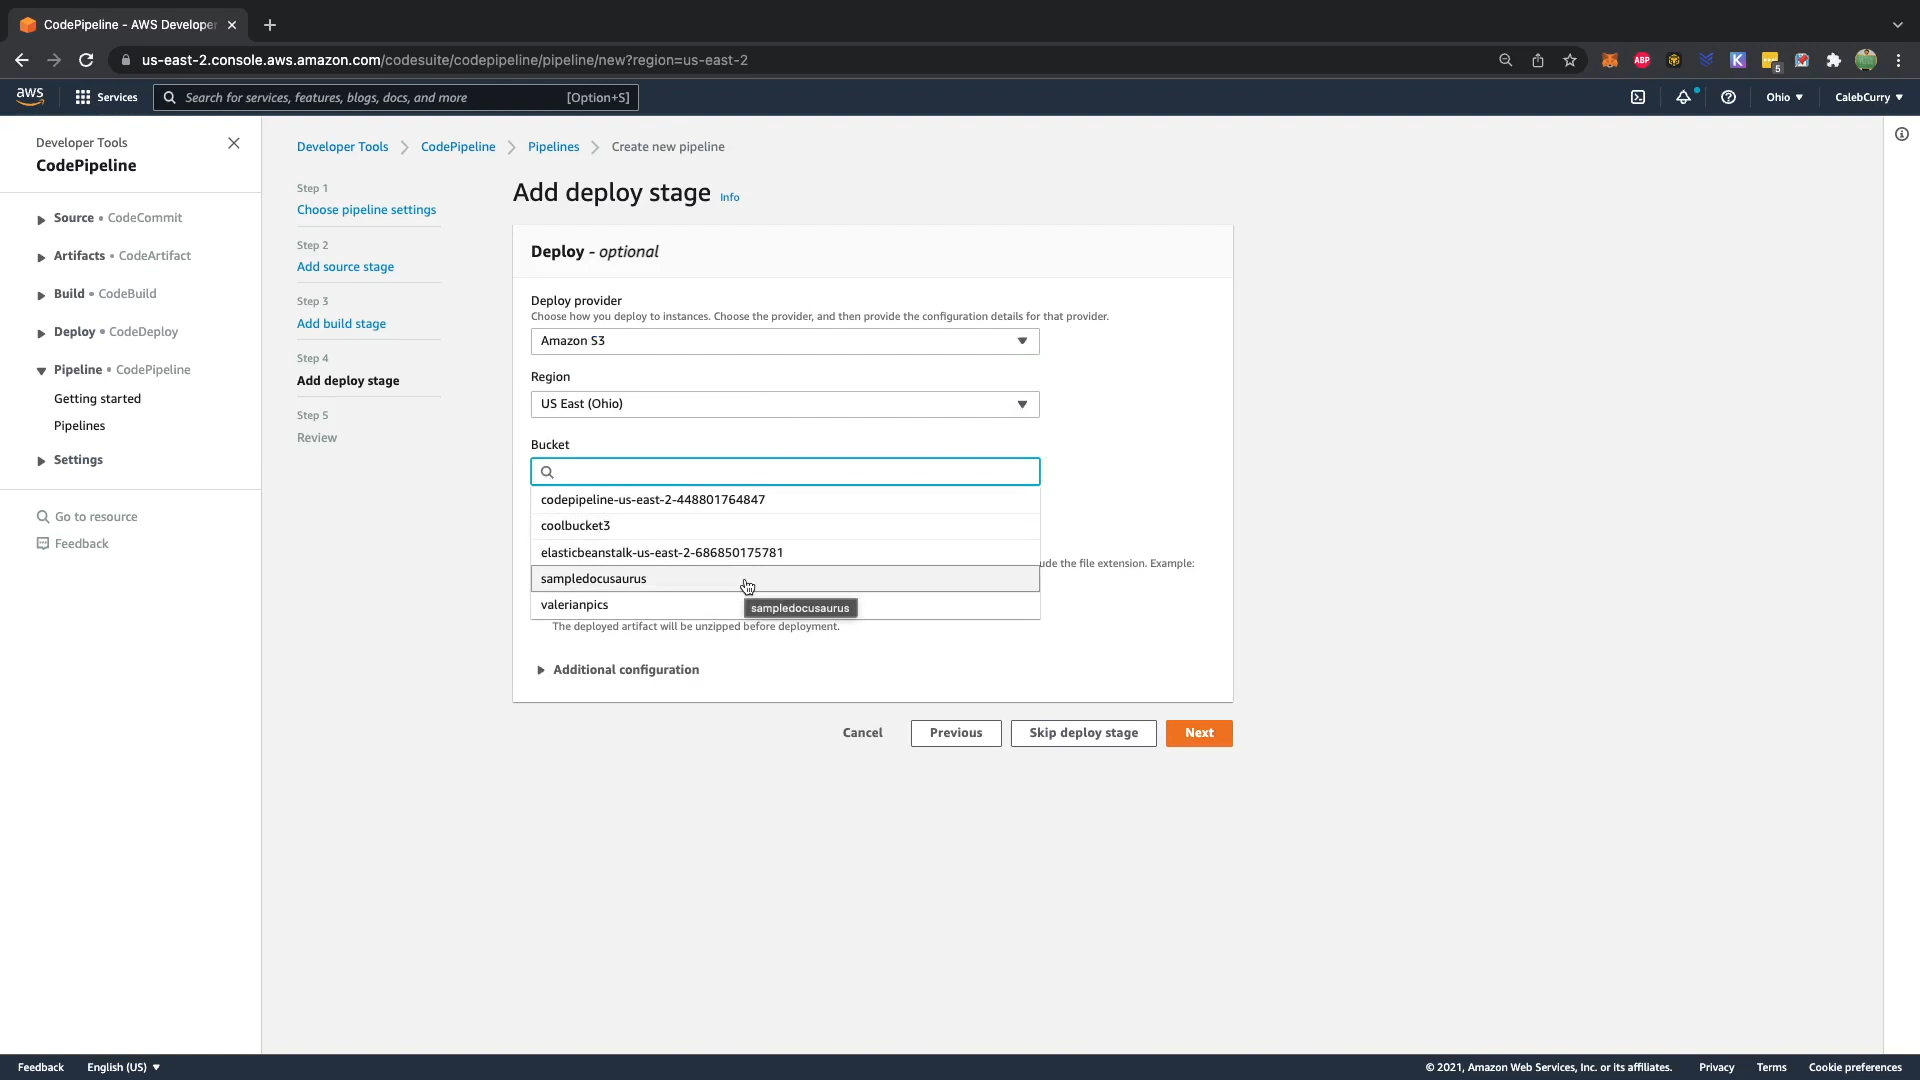 CodePipeline - AWS Developer
us-east-2.console.aws.amazon.com/codesuite/codepipeline/pipeline/new?region=us-east-2
ABP
K
5
aws
Services
Search for services, features, blogs, docs, and more
[Option+S]
Ohio
CalebCurry
Developer Tools
CodePipeline
Source • CodeCommit
Artifacts • CodeArtifact
Build • CodeBuild
Deploy • CodeDeploy
Pipeline • CodePipeline
Getting started
Pipelines
Settings
Go to resource
Feedback
Developer Tools
CodePipeline
Pipelines
Create new pipeline
Step 1
Choose pipeline settings
Step 2
Add source stage
Step 3
Add build stage
Step 4
Add deploy stage
Step 5
Review
Add deploy stage Info
Deploy - optional
Deploy provider
Choose how you deploy to instances. Choose the provider, and then provide the configuration details for that provider.
Amazon S3
Region
US East (Ohio)
Bucket
codepipeline-us-east-2-448801764847
coolbucket3
elasticbeanstalk-us-east-2-686850175781
ude the file extension. Example:
sampledocusaurus
valerianpics
sampledocusaurus
The deployed artifact will be unzipped before deployment.
Additional configuration
Cancel
Previous
Skip deploy stage
Next
Feedback
English (US)
© 2021, Amazon Web Services, Inc. or its affiliates.
Privacy
Terms
Cookie preferences